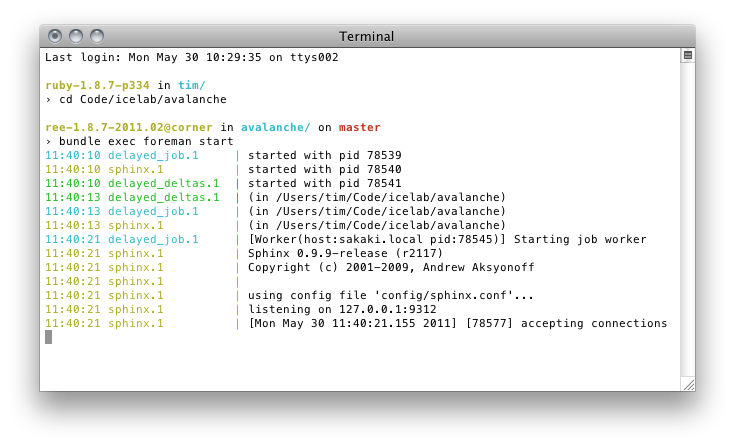 Terminal
Last login: Mon May 30 10:29:35 on ttys002
ruby-1.8.7-p334 in tim/
› cd Code/icelab/avalanche
ree-1.8.7-2011.02@corner in avalanche/ on master
› bundle exec foreman start
11:40:10 delayed_job.1     | started with pid 78539
11:40:10 sphinx.1          | started with pid 78540
11:40:10 delayed_deltas.1  | started with pid 78541
11:40:13 delayed_deltas.1  | (in /Users/tim/Code/icelab/avalanche)
11:40:13 delayed_job.1     | (in /Users/tim/Code/icelab/avalanche)
11:40:13 sphinx.1          | (in /Users/tim/Code/icelab/avalanche)
11:40:21 delayed_job.1     | [Worker(host:sakaki.local pid:78545)] Starting job worker
11:40:21 sphinx.1          | Sphinx 0.9.9-release (r2117)
11:40:21 sphinx.1          | Copyright (c) 2001-2009, Andrew Aksyonoff
11:40:21 sphinx.1          |
11:40:21 sphinx.1          | using config file 'config/sphinx.conf'...
11:40:21 sphinx.1          | listening on 127.0.0.1:9312
11:40:21 sphinx.1          | [Mon May 30 11:40:21.155 2011] [78577] accepting connections